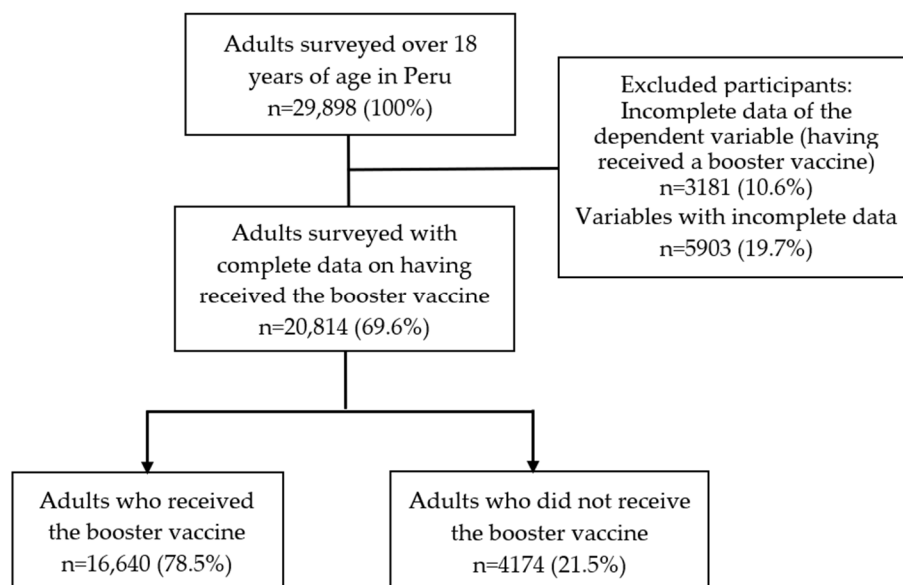 Adults surveyed over 18
years of age in Peru
n=29,898 (100%)
Excluded participants:
Incomplete data of the
dependent variable (having
received a booster vaccine)
n=3181 (10.6%)
Variables with incomplete data
n=5903 (19.7%)
Adults surveyed with
complete data on having
received the booster vaccine
n=20,814 (69.6%)
Adults who received
the booster vaccine
n=16,640 (78.5%)
Adults who did not receive
the booster vaccine
n=4174 (21.5%)